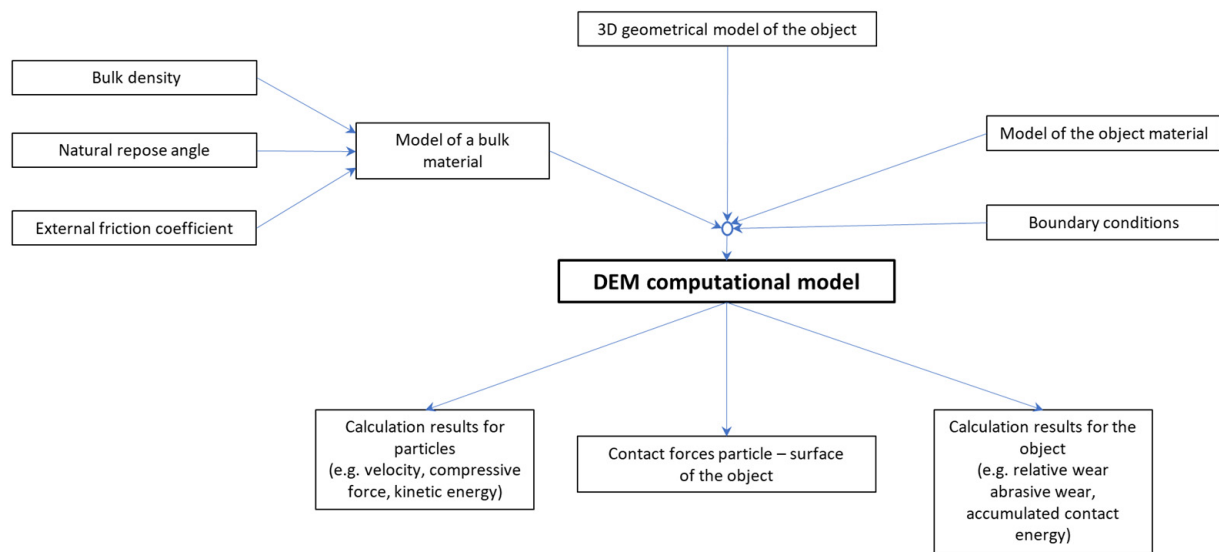 3D geometrical model of the object
Bulk density
Natural repose angle
External friction coefficient
Model of a bulk
material
Model of the object material
Boundary conditions
DEM computational model
Calculation results for
particles
(e.g. velocity, compressive
force, kinetic energy)
Contact forces particle – surface
of the object
Calculation results for the
object
(e.g. relative wear
abrasive wear,
accumulated contact
energy)